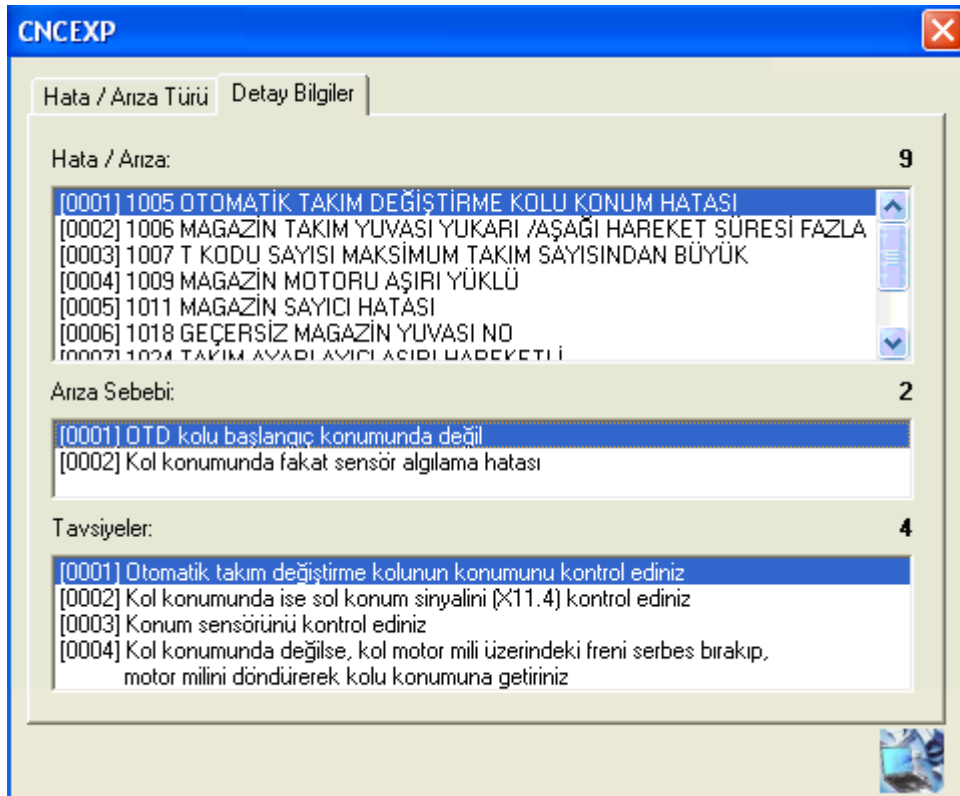 CNCEXP
Hata / Arıza Türü
Detay Bilgiler
Hata / Arıza: 9
[0001] 1005 OTOMATİK TAKIM DEĞİŞTİRME KOLU KONUM HATASI
[0002] 1006 MAGAZİN TAKIM YUVASI YUKARI /AŞAĞI HAREKET SÜRESİ FAZLA
[0003] 1007 T KODU SAYISI MAKSİMUM TAKIM SAYISINDAN BÜYÜK
[0004] 1009 MAGAZİN MOTORU AŞIRI YÜKLÜ
[0005] 1011 MAGAZİN SAYICI HATASI
[0006] 1018 GEÇERSİZ MAGAZİN YUVASI NO
[0007] 1024 TAKIM AYARLAYICI AŞIRI HAREKETLİ
Arıza Sebebi: 2
[0001] OTD kolu başlangıç konumunda değil
[0002] Kol konumunda fakat sensör algılama hatası
Tavsiyeler: 4
[0001] Otomatik takım değiştirme kolunun konumunu kontrol ediniz
[0002] Kol konumunda ise sol konum sinyalini (X11.4) kontrol ediniz
[0003] Konum sensörünü kontrol ediniz
[0004] Kol konumunda değilse, kol motor mili üzerindeki freni serbes bırakıp,
motor milini döndürerek kolu konumuna getiriniz